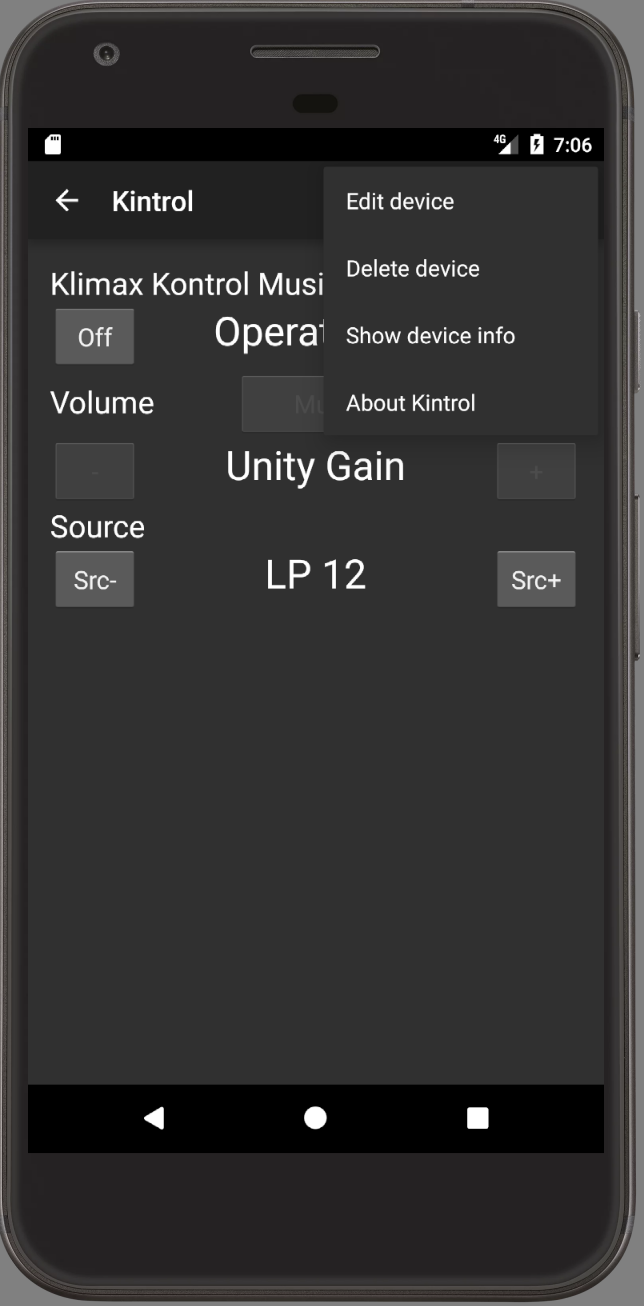 4G 7:06
Kintrol
Edit device
Delete device
Show device info
About Kintrol
Klimax Kontrol Musi
Off Operat
Volume Mu
- Unity Gain +
Source
Src- LP 12 Src+